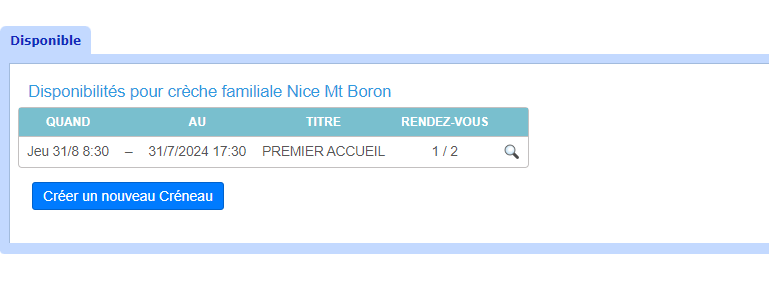 Disponible
Disponibilités pour crèche familiale Nice Mt Boron
QUAND AU TITRE RENDEZ-VOUS
Jeu 31/8 8:30 – 31/7/2024 17:30 PREMIER ACCUEIL 1 / 2
Créer un nouveau Créneau